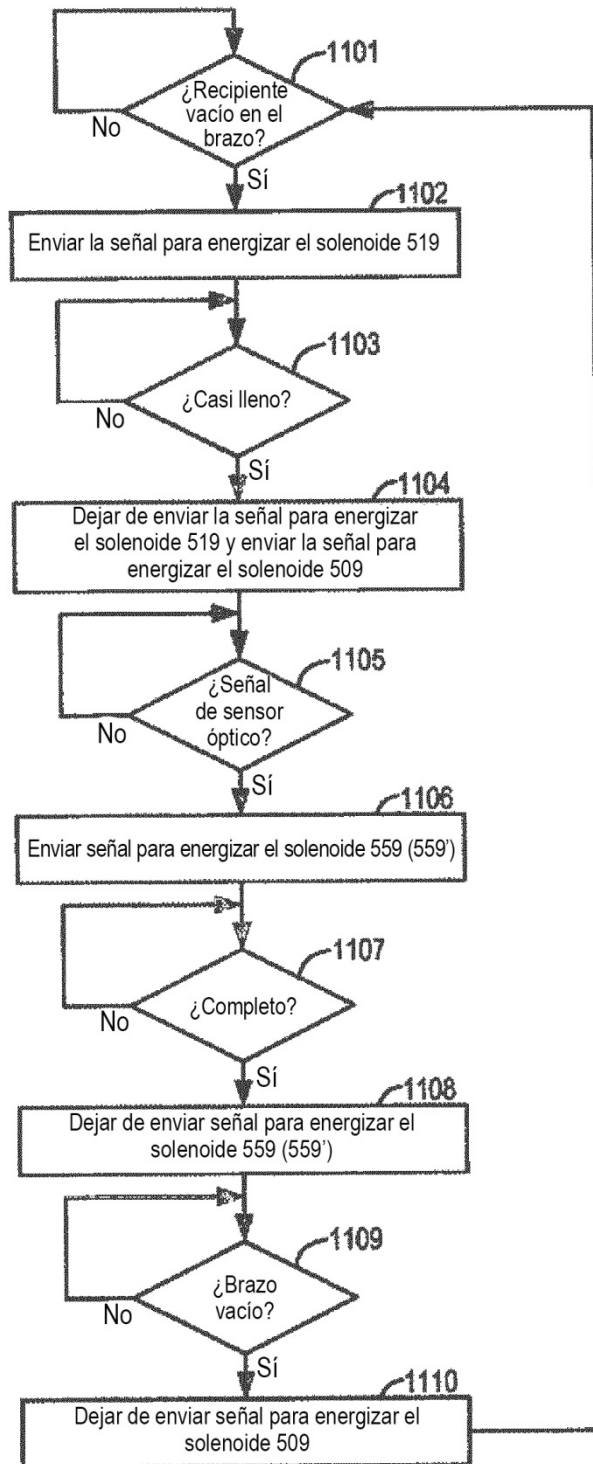 1101
¿Recipiente
vacío en el
brazo?
No
Sí
1102
Enviar la señal para energizar el solenoide 519
1103
¿Casi lleno?
No
Sí
1104
Dejar de enviar la señal para energizar
el solenoide 519 y enviar la señal para
energizar el solenoide 509
1105
¿Señal
de sensor
óptico?
No
Sí
1106
Enviar señal para energizar el solenoide 559 (559')
1107
¿Completo?
No
Sí
1108
Dejar de enviar señal para energizar el
solenoide 559 (559')
1109
¿Brazo
vacío?
No
Sí
1110
Dejar de enviar señal para energizar el
solenoide 509